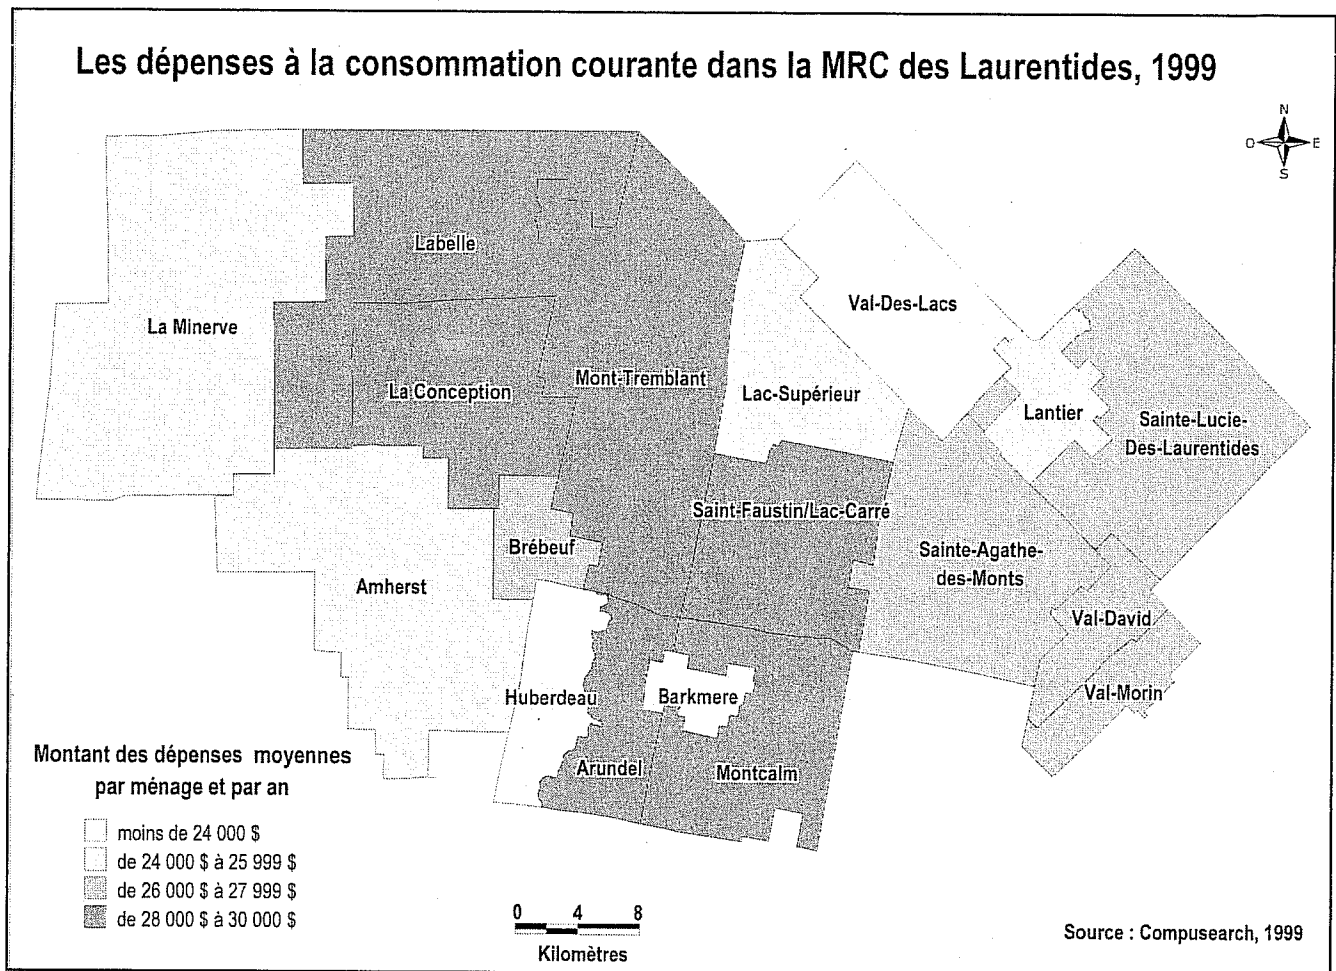 Les dépenses à la consommation courante dans la MRC des Laurentides, 1999
N
O
E
S
Labelle
Val-Des-Lacs
La Minerve
Mont-Tremblant
La Conception
Lac-Supérieur
Lantier
Sainte-Lucie-
Des-Laurentides
Saint-Faustin/Lac-Carré
Brébeuf
Sainte-Agathe-
des-Monts
Amherst
Val-David
Huberdeau
Barkmere
Val-Morin
Arundel
Montcalm
Montant des dépenses moyennes
par ménage et par an
moins de 24 000 $
de 24 000 $ à 25 999 $
de 26 000 $ à 27 999 $
de 28 000 $ à 30 000 $
0 4 8
Kilomètres
Source : Compusearch, 1999